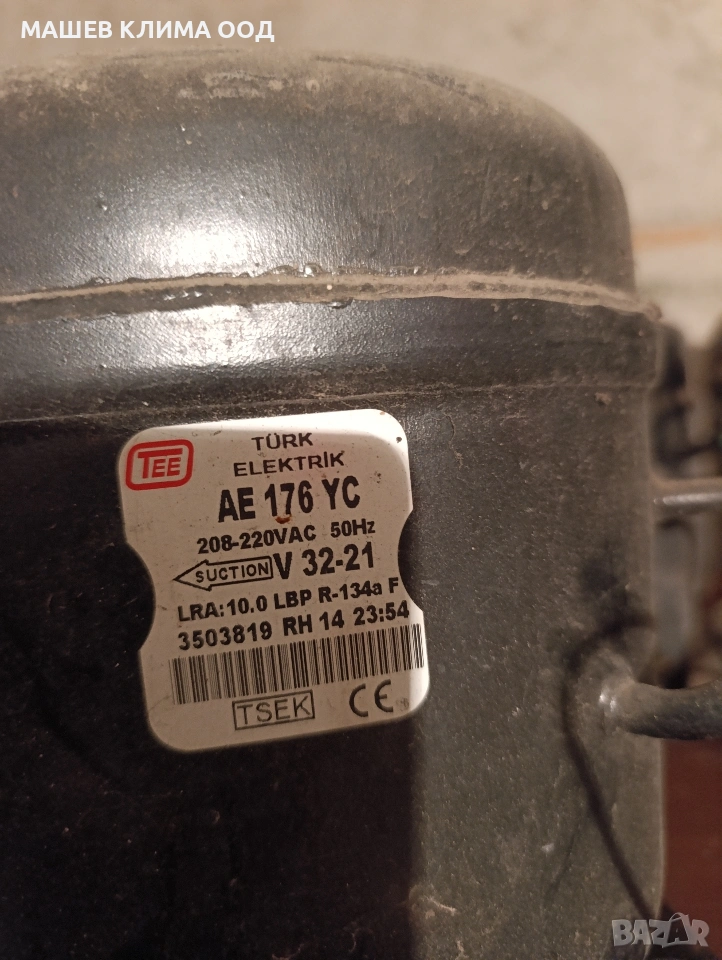 МАШЕВ КЛИМА ООД
TEE
TÜRK
ELEKTRİK
AE 176 YC
208-220VAC 50Hz
SUCTION V 32-21
LRA:10.0 LBP R-134a F
3503819 RH 14 23:54
TSEK CE
BAZAR